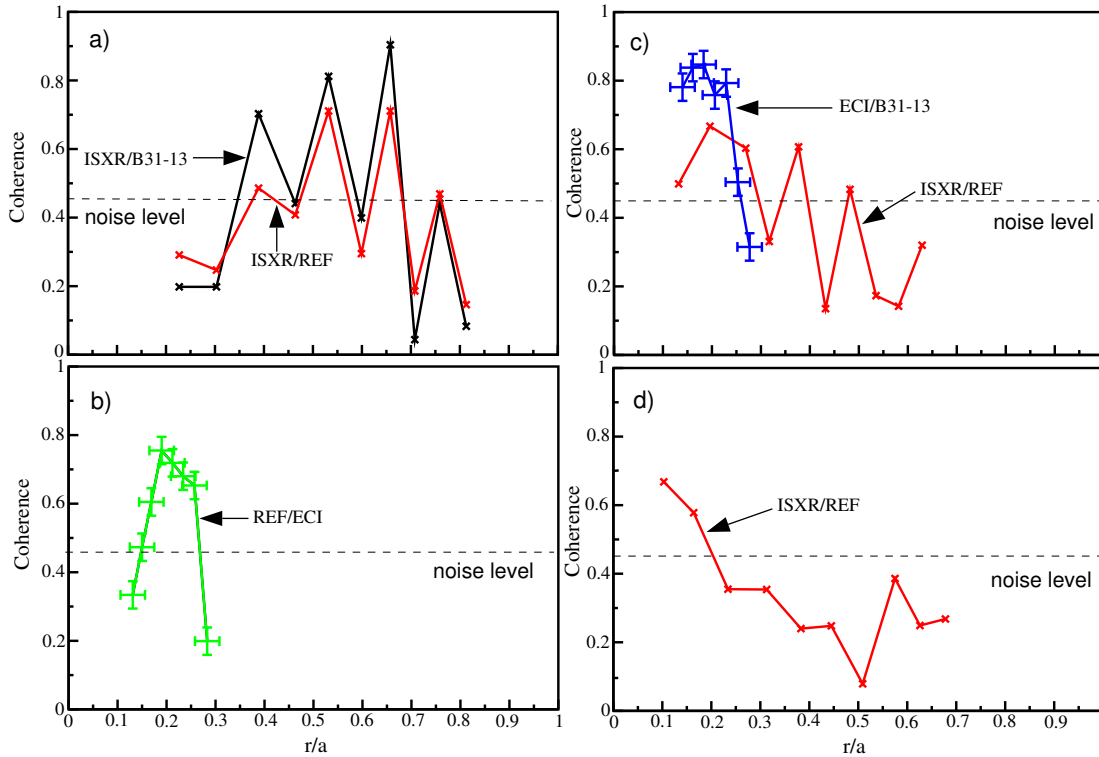 a)
1
0.8
0.6
0.4
0.2
0
Coherence
ISXR/B31-13
noise level
ISXR/REF
c)
1
0.8
0.6
0.4
0.2
0
Coherence
ECI/B31-13
ISXR/REF
noise level
b)
1
0.8
0.6
0.4
0.2
0
Coherence
REF/ECI
noise level
0 0.1 0.2 0.3 0.4 0.5 0.6 0.7 0.8 0.9 1
r/a
d)
1
0.8
0.6
0.4
0.2
0
Coherence
ISXR/REF
noise level
0 0.1 0.2 0.3 0.4 0.5 0.6 0.7 0.8 0.9
r/a